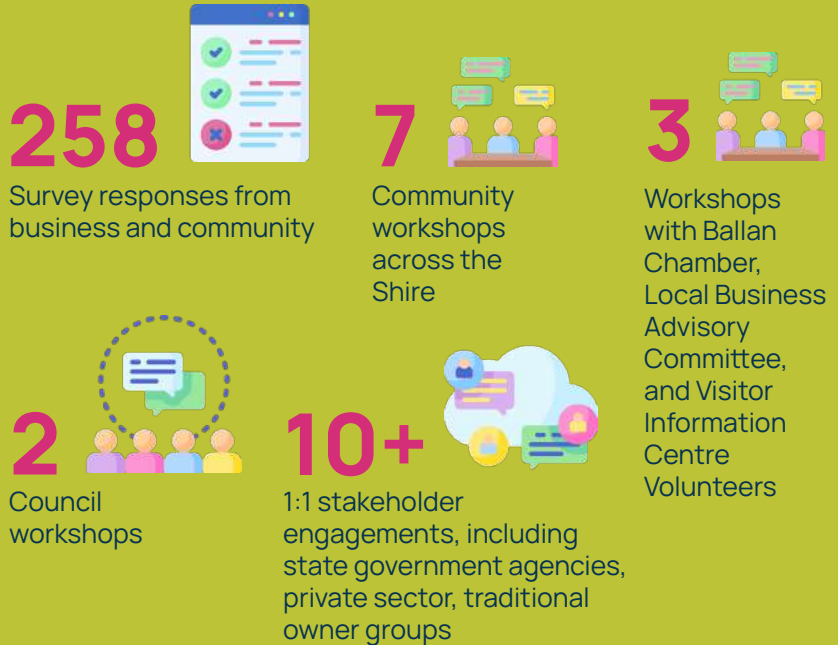 258
Survey responses from
business and community
7
Community
workshops
across the
Shire
3
Workshops
with Ballan
Chamber,
Local Business
Advisory
Committee,
and Visitor
Information
Centre
Volunteers
2
Council
workshops
10+
1:1 stakeholder
engagements, including
state government agencies,
private sector, traditional
owner groups